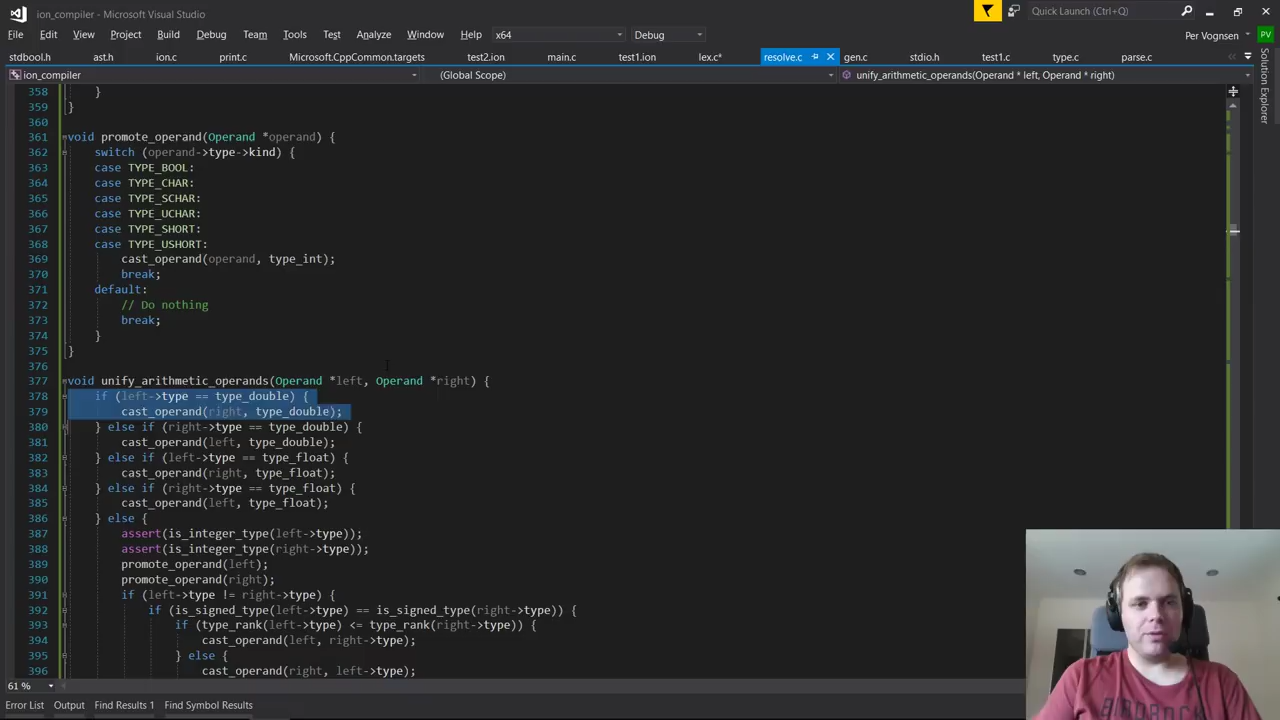 ion_compiler - Microsoft Visual Studio
Quick Launch (Ctrl+Q)
File Edit View Project Build Debug Team Tools Test Analyze Window Help x64 Debug Per Vognsen PV
stdbool.h ast.h ion.c print.c Microsoft.CppCommon.targets test2.ion main.c test1.ion lex.c* resolve.c gen.c stdio.h test1.c type.c parse.c
ion_compiler (Global Scope) unify_arithmetic_operands(Operand * left, Operand * right)
Solution Explorer
358 }
359 }
360
361 void promote_operand(Operand *operand) {
362 switch (operand->type->kind) {
363 case TYPE_BOOL:
364 case TYPE_CHAR:
365 case TYPE_SCHAR:
366 case TYPE_UCHAR:
367 case TYPE_SHORT:
368 case TYPE_USHORT:
369 cast_operand(operand, type_int);
370 break;
371 default:
372 // Do nothing
373 break;
374 }
375 }
376
377 void unify_arithmetic_operands(Operand *left, Operand *right) {
378 if (left->type == type_double) {
379 cast_operand(right, type_double);
380 } else if (right->type == type_double) {
381 cast_operand(left, type_double);
382 } else if (left->type == type_float) {
383 cast_operand(right, type_float);
384 } else if (right->type == type_float) {
385 cast_operand(left, type_float);
386 } else {
387 assert(is_integer_type(left->type));
388 assert(is_integer_type(right->type));
389 promote_operand(left);
390 promote_operand(right);
391 if (left->type != right->type) {
392 if (is_signed_type(left->type) == is_signed_type(right->type)) {
393 if (type_rank(left->type) <= type_rank(right->type)) {
394 cast_operand(left, right->type);
395 } else {
396 cast_operand(right, left->type);
61 %
Error List Output Find Results 1 Find Symbol Results